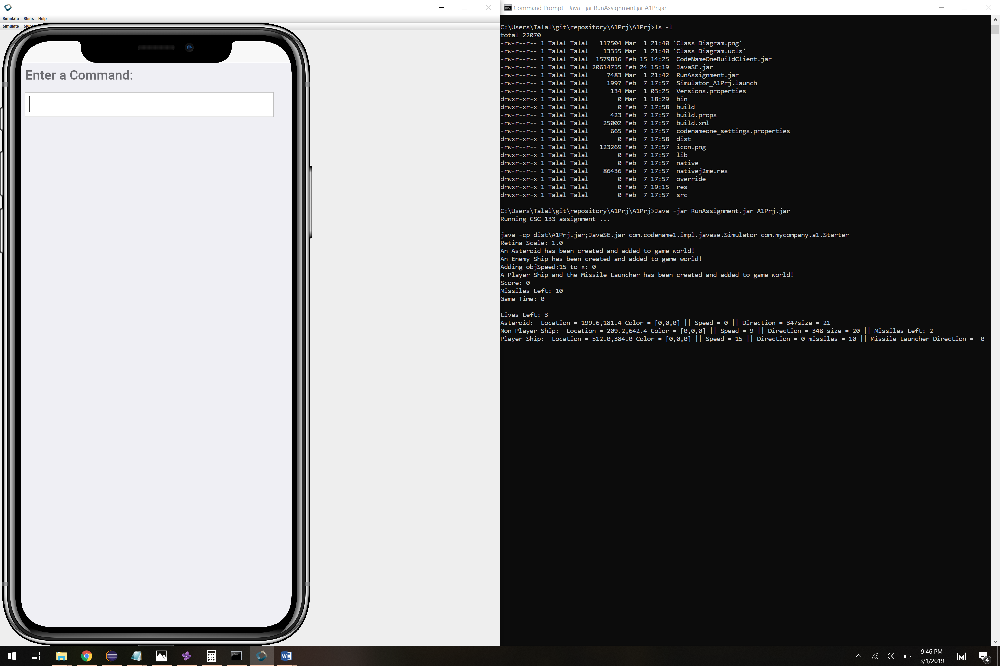 Simulate Skins Help
Simulate
Enter a Command:
Command Prompt - Java  -jar RunAssignment.jar A1Prj.jar
C:\Users\Talal\git\repository\A1Prj\A1Prj>ls -l
total 22070
-rw-r--r-- 1 Talal Talal   117504 Mar  1 21:40 'Class Diagram.png'
-rw-r--r-- 1 Talal Talal    13355 Mar  1 21:40 'Class Diagram.ucls'
-rw-r--r-- 1 Talal Talal  1579816 Feb 15 14:25  CodeNameOneBuildClient.jar
-rw-r--r-- 1 Talal Talal 20614755 Feb 24 15:19  JavaSE.jar
-rw-r--r-- 1 Talal Talal     7483 Mar  1 21:42  RunAssignment.jar
-rw-r--r-- 1 Talal Talal     1997 Feb  7 17:57  Simulator_A1Prj.launch
-rw-r--r-- 1 Talal Talal      134 Mar  1 03:25  Versions.properties
drwxr-xr-x 1 Talal Talal        0 Mar  1 18:29  bin
drwxr-xr-x 1 Talal Talal        0 Feb  7 17:58  build
-rw-r--r-- 1 Talal Talal      423 Feb  7 17:57  build.props
-rw-r--r-- 1 Talal Talal    25002 Feb  7 17:57  build.xml
-rw-r--r-- 1 Talal Talal      665 Feb  7 17:57  codenameone_settings.properties
drwxr-xr-x 1 Talal Talal        0 Feb  7 17:58  dist
-rw-r--r-- 1 Talal Talal   123269 Feb  7 17:57  icon.png
drwxr-xr-x 1 Talal Talal        0 Feb  7 17:57  lib
drwxr-xr-x 1 Talal Talal        0 Feb  7 17:57  native
-rw-r--r-- 1 Talal Talal    86436 Feb  7 17:57  nativej2me.res
drwxr-xr-x 1 Talal Talal        0 Feb  7 17:57  override
drwxr-xr-x 1 Talal Talal        0 Feb  7 19:15  res
drwxr-xr-x 1 Talal Talal        0 Feb  7 17:57  src
C:\Users\Talal\git\repository\A1Prj\A1Prj>Java -jar RunAssignment.jar A1Prj.jar
Running CSC 133 assignment ...
java -cp dist\A1Prj.jar;JavaSE.jar com.codename1.impl.javase.Simulator com.mycompany.a1.Starter
Retina Scale: 1.0
An Asteroid has been created and added to game world!
An Enemy Ship has been created and added to game world!
Adding objSpeed:15 to x: 0
A Player Ship and the Missile Launcher has been created and added to game world!
Score: 0
Missiles Left: 10
Game Time: 0
Lives Left: 3
Asteroid:  Location = 199.6,181.4 Color = [0,0,0] || Speed = 0 || Direction = 347size = 21
Non-Player Ship:  Location = 209.2,642.4 Color = [0,0,0] || Speed = 9 || Direction = 348 size = 20 || Missiles Left: 2
Player Ship:  Location = 512.0,384.0 Color = [0,0,0] || Speed = 15 || Direction = 0 missiles = 10 || Missile Launcher Direction =  0
9:46 PM
3/1/2019
4